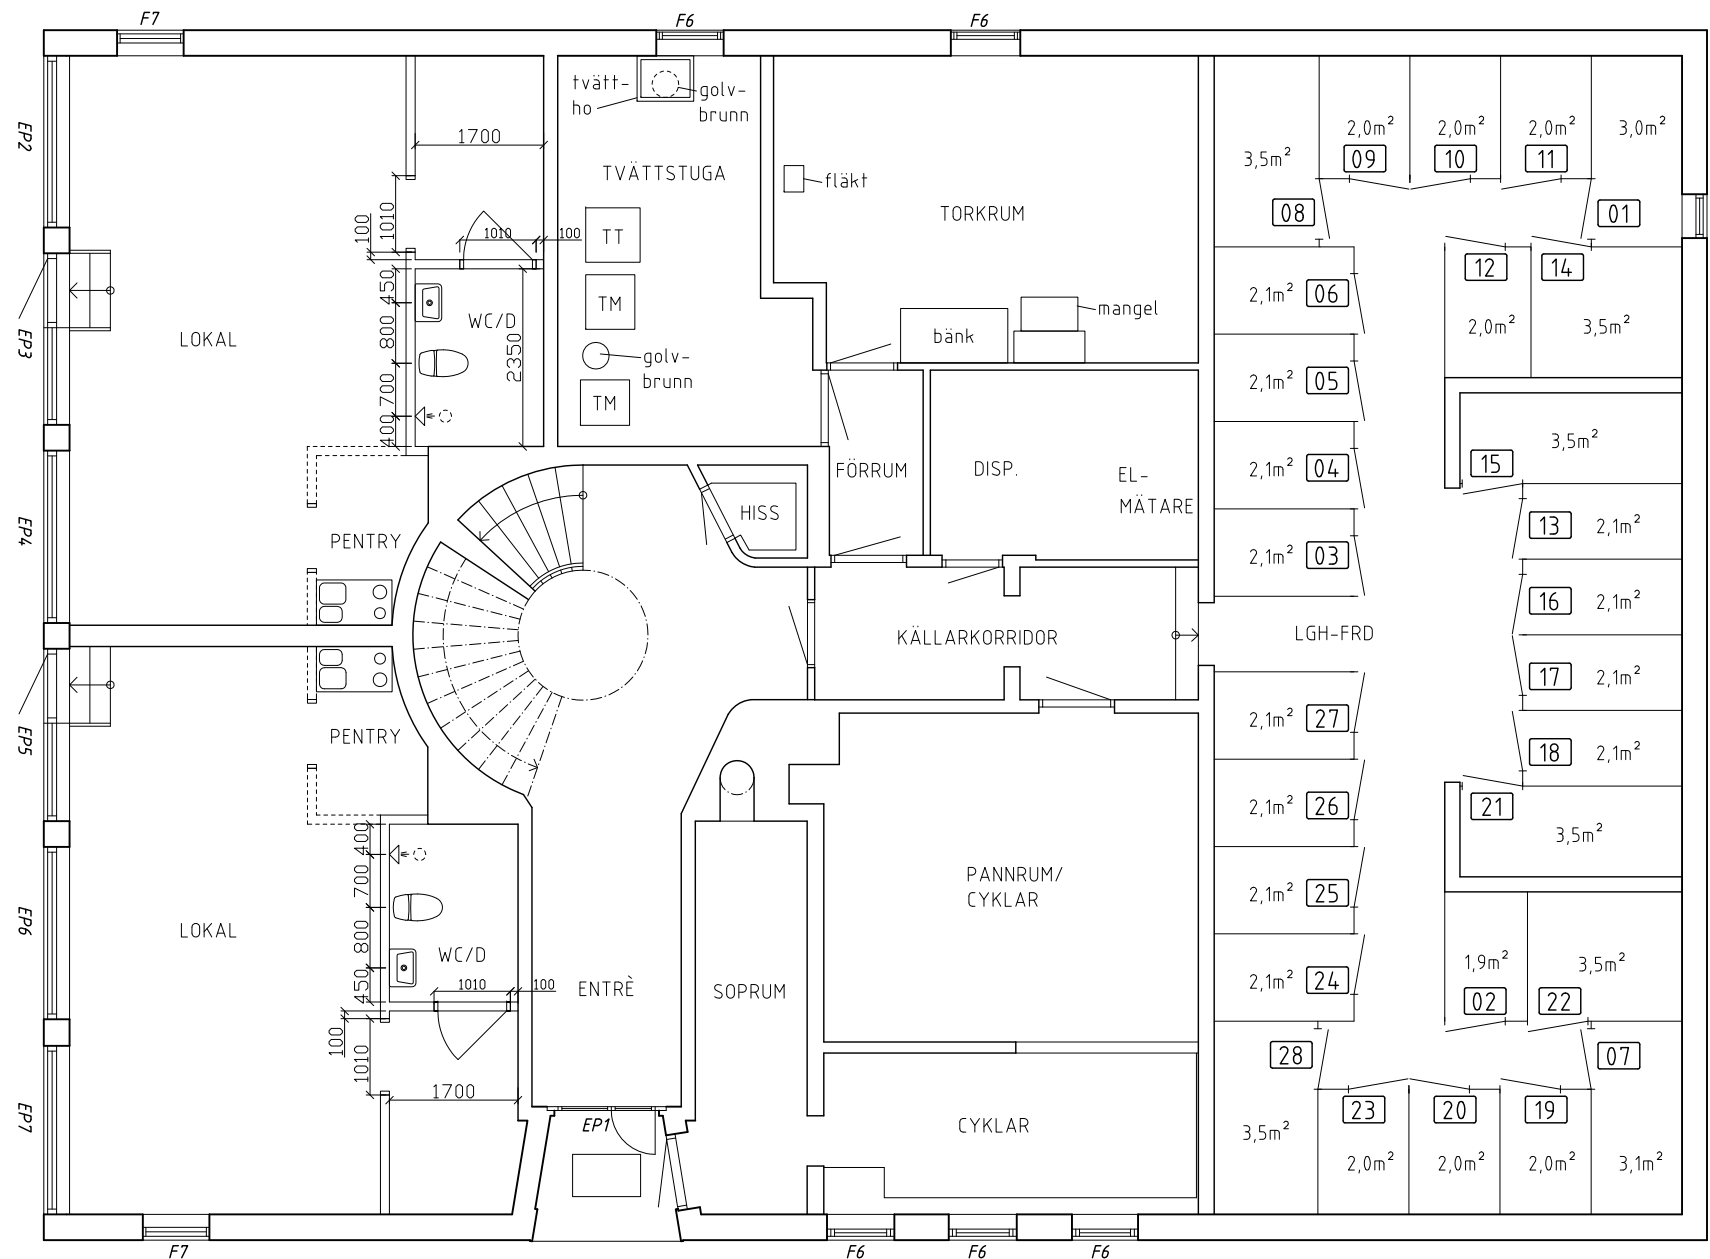 F7
F6
F6
EP2
EP3
EP4
EP5
EP6
EP7
1700
100
1010
1010
100
450
800
700
400
2350
LOKAL
WC/D
PENTRY
tvätt-
ho
golv-
brunn
TVÄTTSTUGA
TT
TM
golv-
brunn
TM
fläkt
TORKRUM
bänk
mangel
FÖRRUM
DISP.
EL-
MÄTARE
HISS
KÄLLARKORRIDOR
LGH-FRD
3,5m²
08
2,0m²
09
2,0m²
10
2,0m²
11
3,0m²
01
12
2,0m²
14
3,5m²
2,1m² 06
2,1m² 05
2,1m² 04
2,1m² 03
3,5m²
15
13 2,1m²
16 2,1m²
17 2,1m²
18 2,1m²
21
3,5m²
2,1m² 27
2,1m² 26
2,1m² 25
2,1m² 24
1,9m²
02
3,5m²
22
28
3,5m²
23
2,0m²
20
2,0m²
19
2,0m²
07
3,1m²
PENTRY
LOKAL
400
700
800
450
100
1010
WC/D
1010
100
1700
ENTRÈ
EP1
SOPRUM
PANNRUM/
CYKLAR
CYKLAR
F7
F6
F6
F6